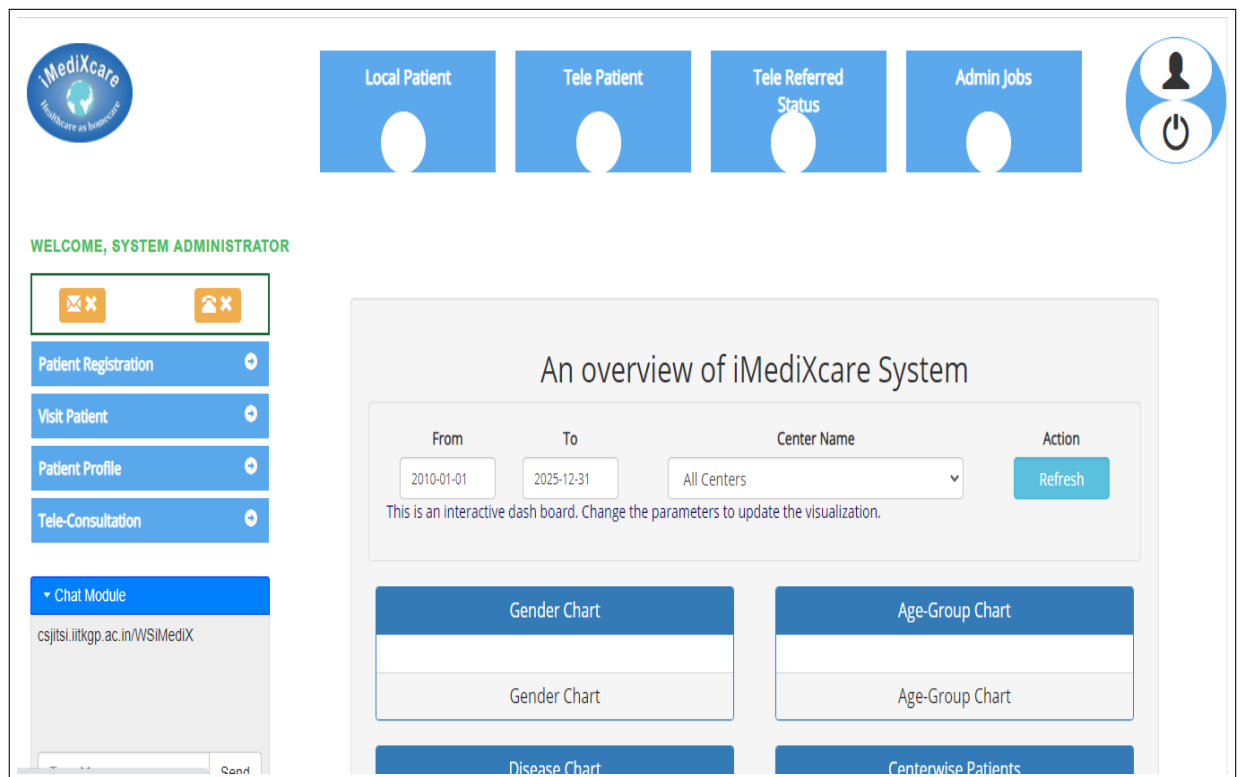 iMediXcare
Healthcare as homecare
Local Patient
Tele Patient
Tele Referred
Status
Admin Jobs
WELCOME, SYSTEM ADMINISTRATOR
Patient Registration
Visit Patient
Patient Profile
Tele-Consultation
Chat Module
csjitsi.iitkgp.ac.in/WSiMediX
Send
An overview of iMediXcare System
From To Center Name Action
2010-01-01 2025-12-31 All Centers Refresh
This is an interactive dash board. Change the parameters to update the visualization.
Gender Chart
Gender Chart
Age-Group Chart
Age-Group Chart
Disease Chart
Centerwise Patients